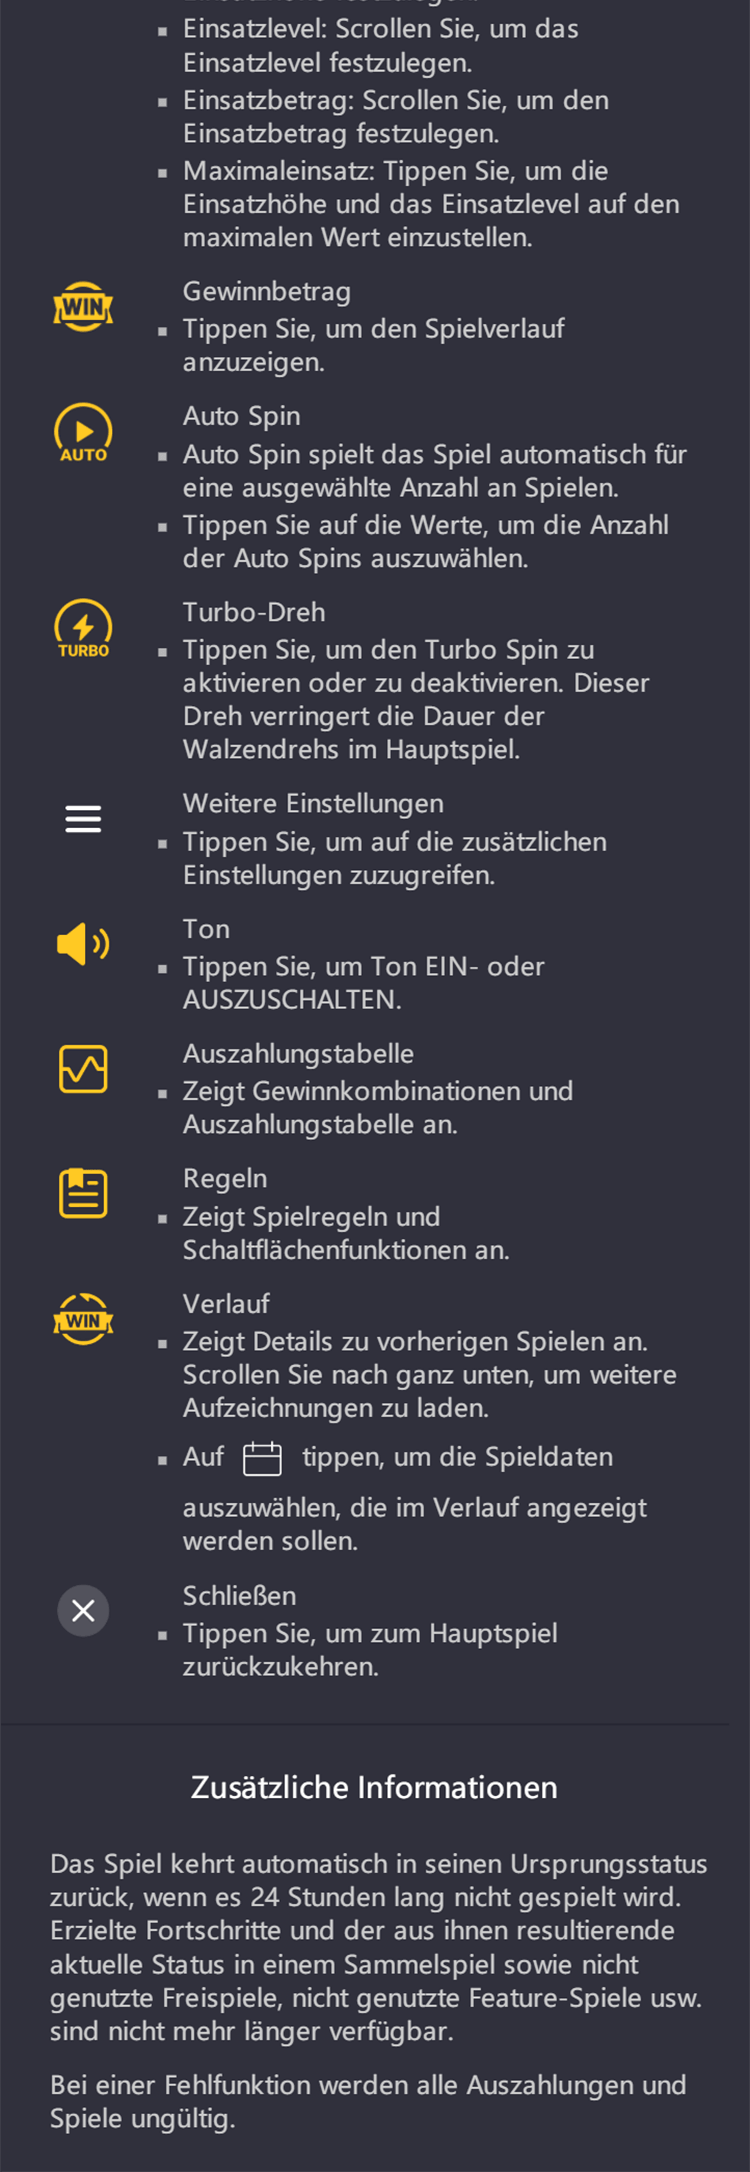 Einsatzlevel: Scrollen Sie, um das
Einsatzlevel festzulegen.
Einsatzbetrag: Scrollen Sie, um den
Einsatzbetrag festzulegen.
Maximaleinsatz: Tippen Sie, um die
Einsatzhöhe und das Einsatzlevel auf den
maximalen Wert einzustellen.
WIN
Gewinnbetrag
Tippen Sie, um den Spielverlauf
anzuzeigen.
AUTO
Auto Spin
Auto Spin spielt das Spiel automatisch für
eine ausgewählte Anzahl an Spielen.
Tippen Sie auf die Werte, um die Anzahl
der Auto Spins auszuwählen.
TURBO
Turbo-Dreh
Tippen Sie, um den Turbo Spin zu
aktivieren oder zu deaktivieren. Dieser
Dreh verringert die Dauer der
Walzendrehs im Hauptspiel.
Weitere Einstellungen
Tippen Sie, um auf die zusätzlichen
Einstellungen zuzugreifen.
Ton
Tippen Sie, um Ton EIN- oder
AUSZUSCHALTEN.
Auszahlungstabelle
Zeigt Gewinnkombinationen und
Auszahlungstabelle an.
Regeln
Zeigt Spielregeln und
Schaltflächenfunktionen an.
WIN
Verlauf
Zeigt Details zu vorherigen Spielen an.
Scrollen Sie nach ganz unten, um weitere
Aufzeichnungen zu laden.
Auf tippen, um die Spieldaten
auszuwählen, die im Verlauf angezeigt
werden sollen.
Schließen
Tippen Sie, um zum Hauptspiel
zurückzukehren.
Zusätzliche Informationen
Das Spiel kehrt automatisch in seinen Ursprungsstatus
zurück, wenn es 24 Stunden lang nicht gespielt wird.
Erzielte Fortschritte und der aus ihnen resultierende
aktuelle Status in einem Sammelspiel sowie nicht
genutzte Freispiele, nicht genutzte Feature-Spiele usw.
sind nicht mehr länger verfügbar.
Bei einer Fehlfunktion werden alle Auszahlungen und
Spiele ungültig.